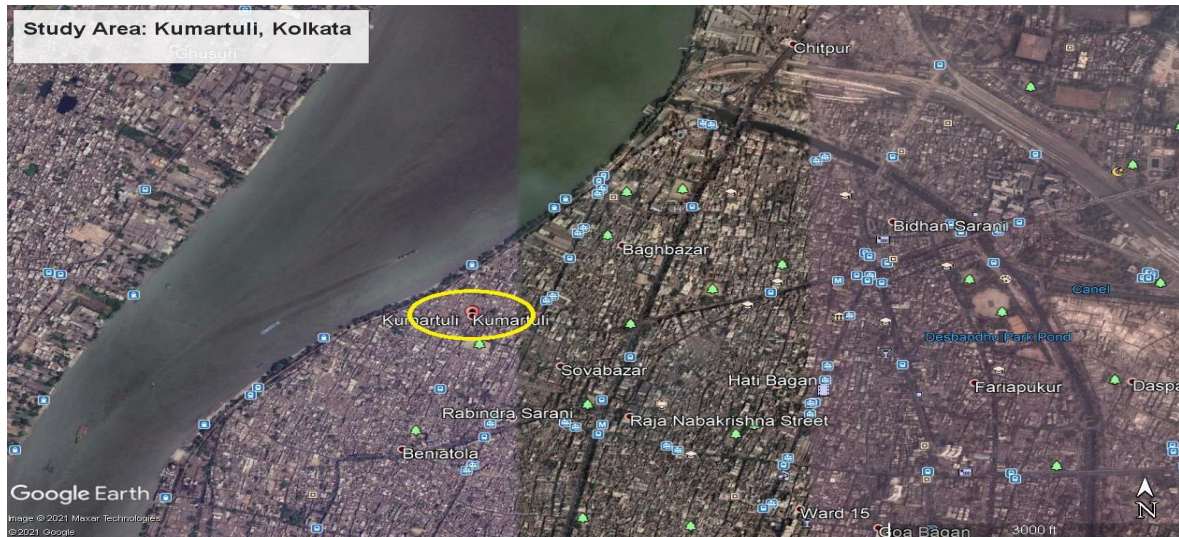 Study Area: Kumartuli, Kolkata
Ghusuri
Chitpur
Bidhan Sarani
Baghbazar
Canel
Kumartuli Kumartuli
Desbandhu Park Pond
Sovabazar
Hati Bagan
Fariapukur
Daspa
Rabindra Sarani
Raja Nabakrishna Street
M
M
Beniatola
Google Earth
Image © 2021 Maxar Technologies
© 2021 Google
Ward 15
Goa Bagan
3000 ft
N